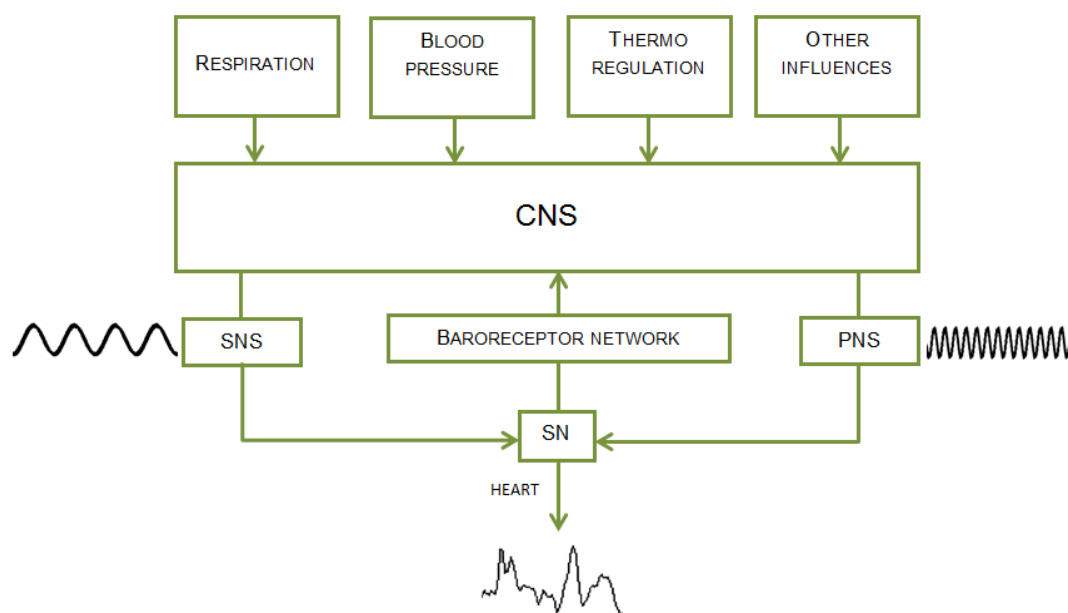 RESPIRATION
BLOOD
PRESSURE
THERMO
REGULATION
OTHER
INFLUENCES
CNS
SNS
BARORECEPTOR NETWORK
PNS
SN
HEART